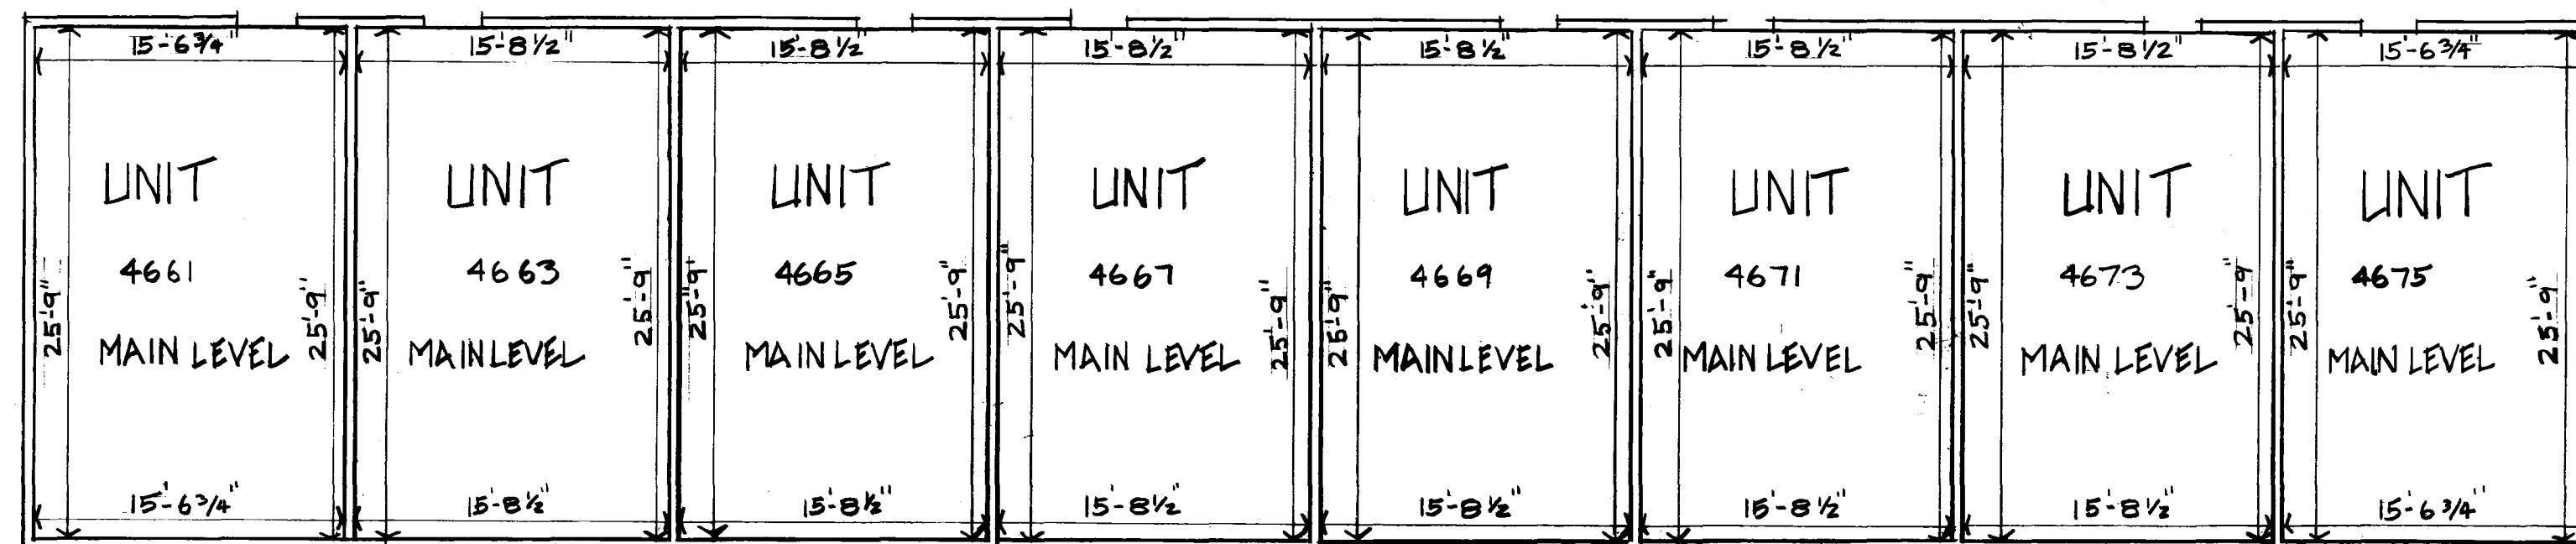 15'-6 3/4" 15'-8 1/2" 15'-8 1/2" 15'-8 1/2" 15'-8 1/2" 15'-8 1/2" 15'-8 1/2" 15'-6 3/4"
UNIT UNIT UNIT UNIT UNIT UNIT UNIT UNIT
4661 4663 4665 4667 4669 4671 4673 4675
25'-9" 25'-9" 25'-9" 25'-9" 25"-9' 25'-9" 25'-9" 25'-9" 25'-9" 25'-9" 25'-9" 25'-9" 25'-9" 25'-9 25'-9" 25'-9"
MAIN LEVEL MAIN LEVEL MAIN LEVEL MAIN LEVEL MAIN LEVEL MAIN LEVEL MAIN LEVEL MAIN LEVEL
15'-6 3/4" 15'-8 1/2" 15'-8 1/2" 15'-8 1/2" 15'-8 1/2" 15'-8 1/2" 15'-8 1/2" 15'-6 3/4"